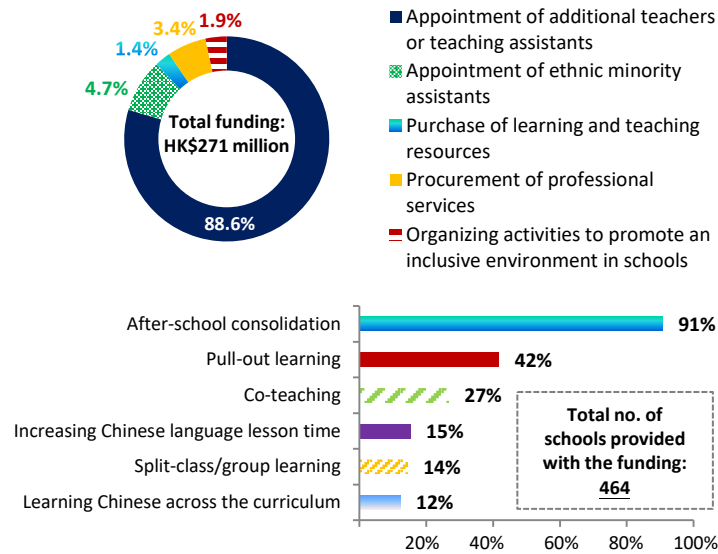 1.9%
3.4%
1.4%
4.7%
Total funding:
HK$271 million
88.6%
Appointment of additional teachers
or teaching assistants
Appointment of ethnic minority
assistants
Purchase of learning and teaching
resources
Procurement of professional
services
Organizing activities to promote an
inclusive environment in schools
After-school consolidation
91%
Pull-out learning
42%
Co-teaching
27%
Increasing Chinese language lesson time
15%
Split-class/group learning
14%
Learning Chinese across the curriculum
12%
Total no. of
schools provided
with the funding:
464
20% 40% 60% 80% 100%